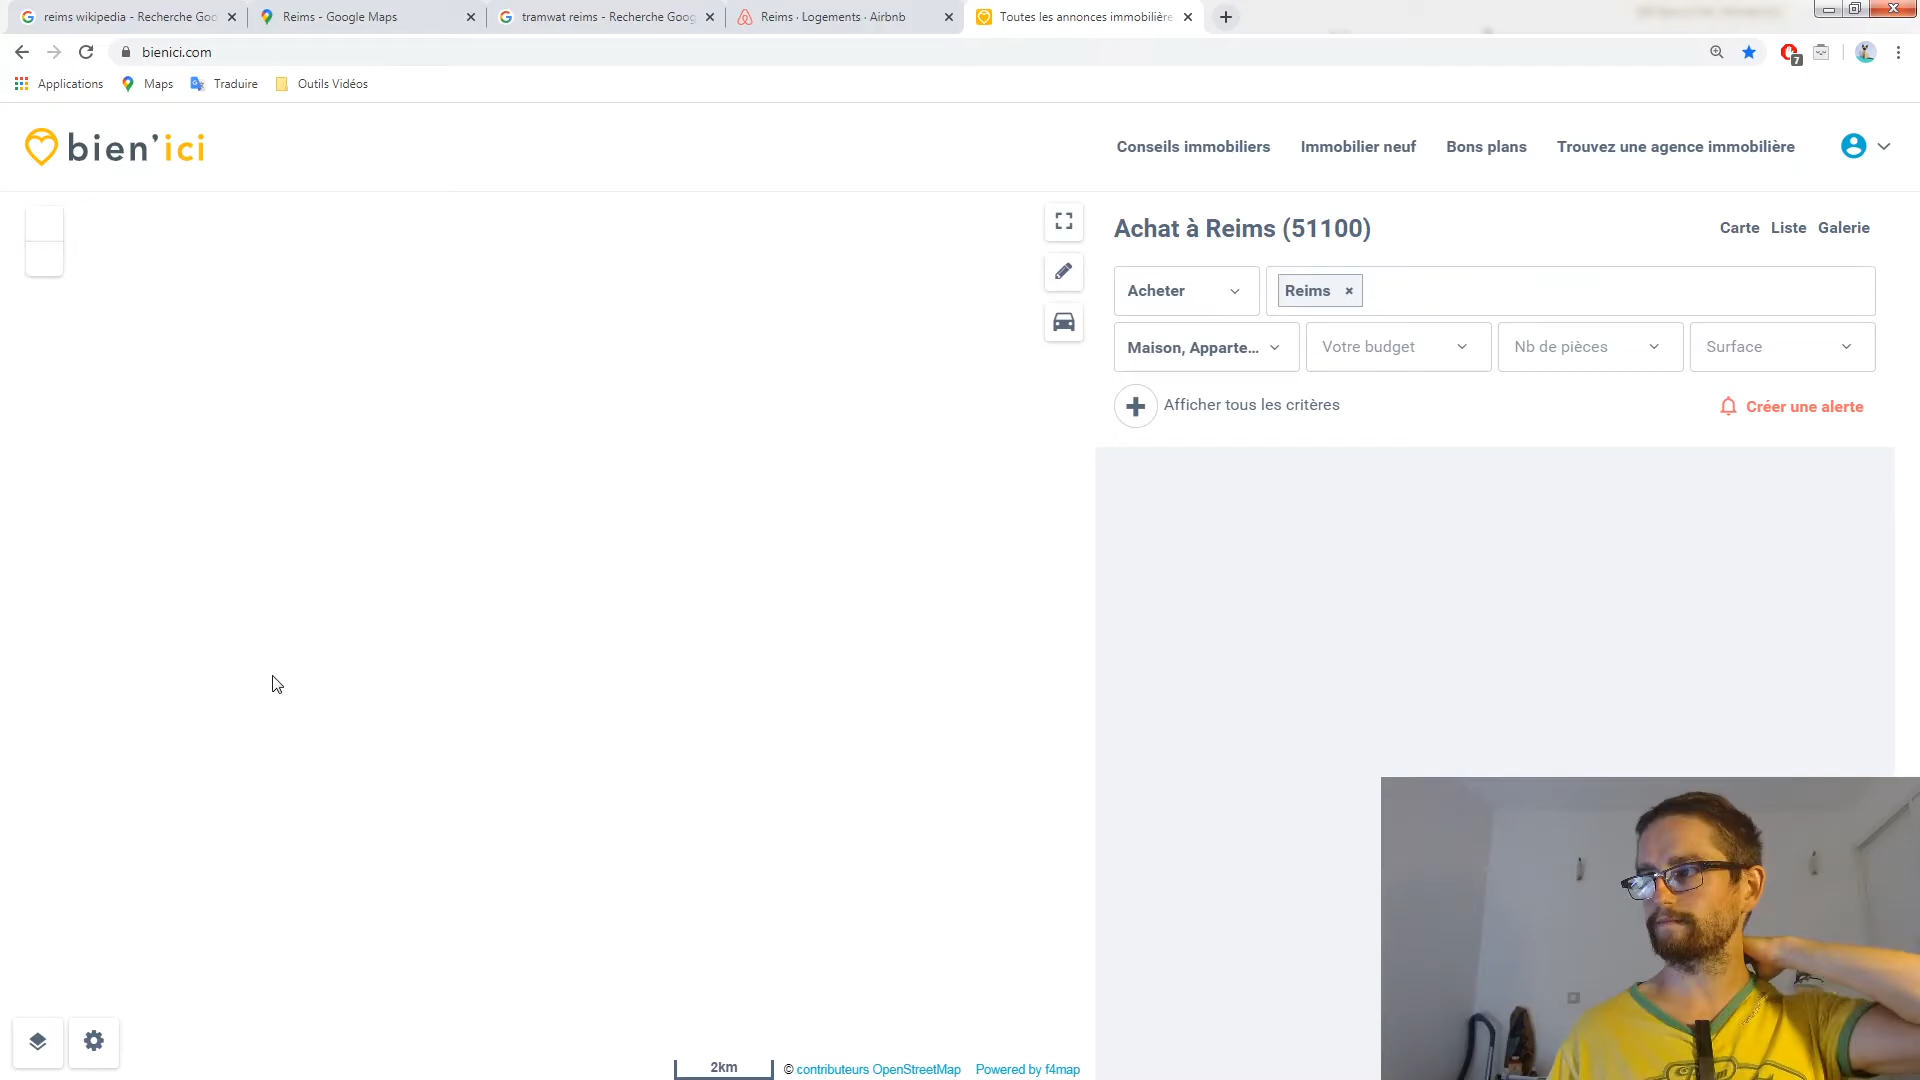 reims wikipedia - Recherche Goo
Reims - Google Maps
tramwat reims - Recherche Goog
Reims · Logements · Airbnb
Toutes les annonces immobilière
bienici.com
7
Applications
Maps
Traduire
Outils Vidéos
bien'ici
Conseils immobiliers
Immobilier neuf
Bons plans
Trouvez une agence immobilière
Achat à Reims (51100)
Carte Liste Galerie
Acheter
Reims ×
Maison, Apparte...
Votre budget
Nb de pièces
Surface
Afficher tous les critères
Créer une alerte
2km
© contributeurs OpenStreetMap Powered by f4map